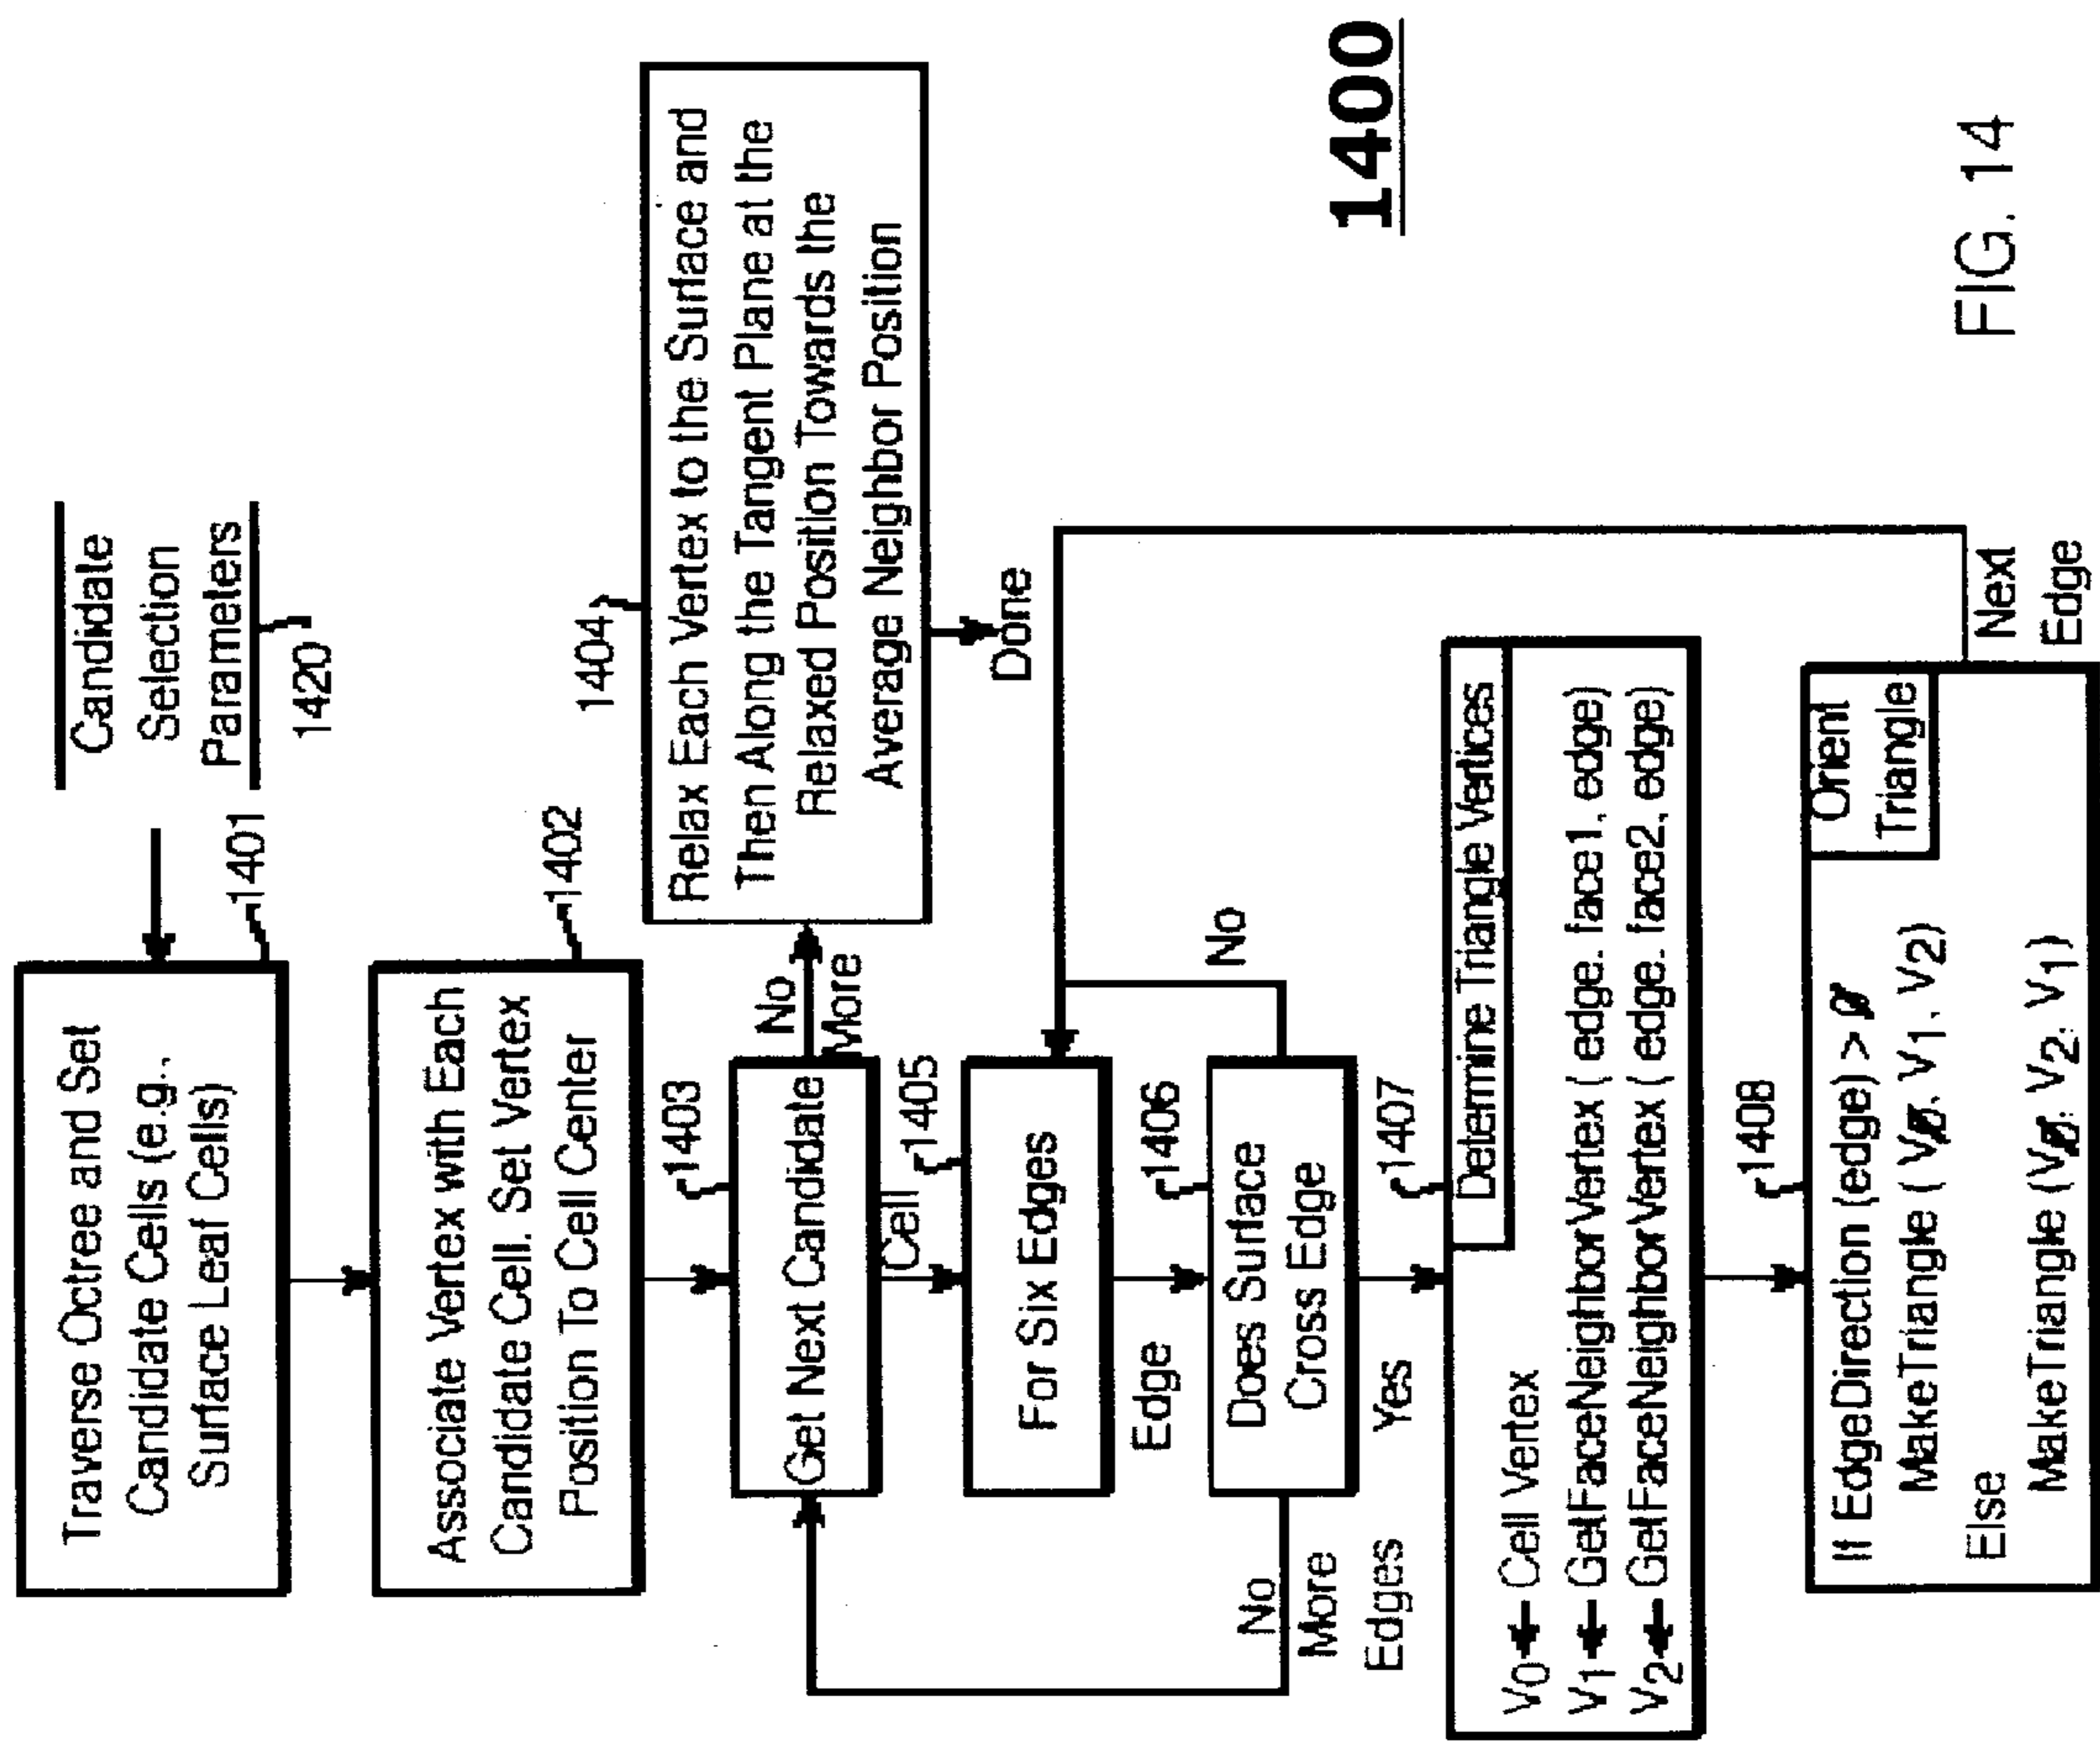 Candidate
Selection
Parameters
1420
Traverse Octree and Set
Candidate Cells (e.g.,
Surface Leaf Cells)
1401
Associate Vertex with Each
Candidate Cell. Set Vertex
Position To Cell Center
1402
1403
Get Next Candidate
No
More
1404
Relax Each Vertex to the Surface and
Then Along the Tangent Plane at the
Relaxed Position Towards the
Average Neighbor Position
Done
Cell
1405
For Six Edges
Edge
1406
Does Surface
Cross Edge
No
No
More
Edges
Yes
1407
Determine Triangle Vertices
V0 ← Cell Vertex
V1 ← GetFaceNeighborVertex ( edge. face1, edge)
V2 ← GetFaceNeighborVertex ( edge. face2, edge)
1408
Orient
Triangle
If EdgeDirection (edge) > 0
MakeTriangle ( V0, V1, V2)
Else
MakeTriangle (V0, V2, V1)
Next
Edge
1400
FIG. 14